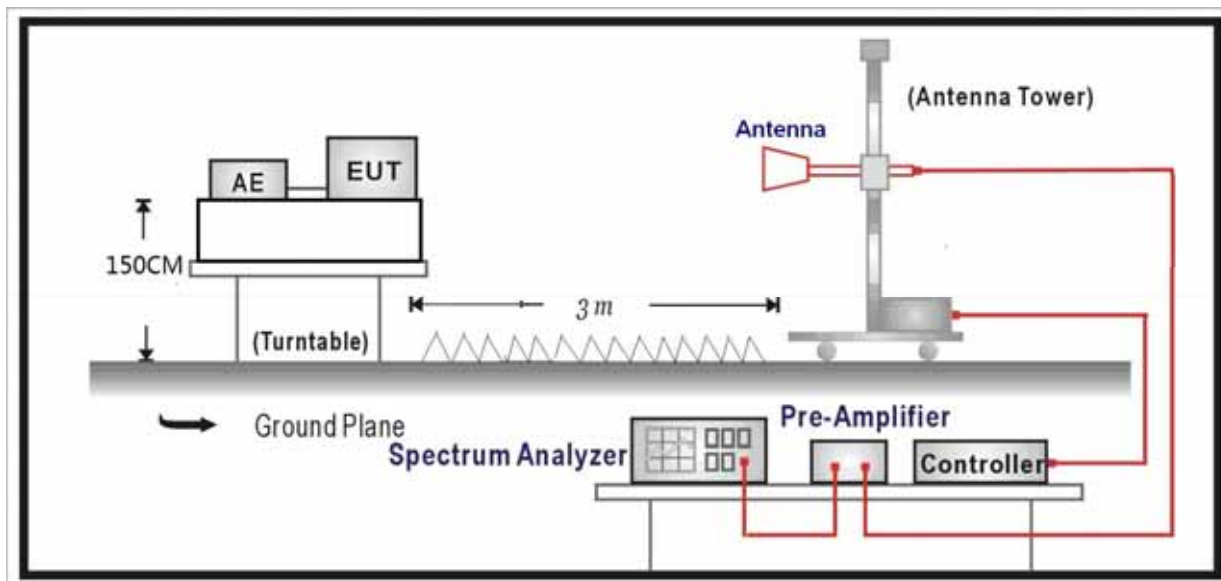 (Antenna Tower)
Antenna
AE
EUT
150CM
3 m
(Turntable)
Ground Plane
Spectrum Analyzer
Pre-Amplifier
Controller